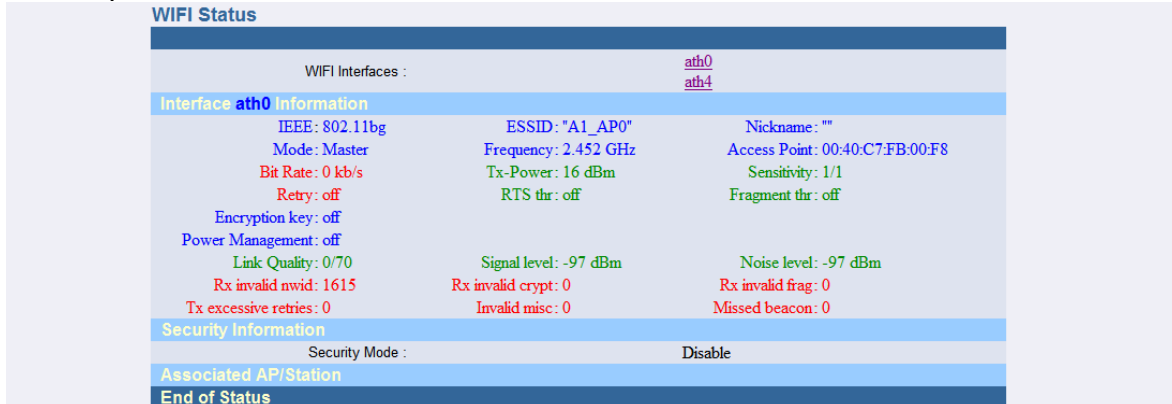 WIFI Status
WIFI Interfaces :
ath0
ath4
Interface ath0 Information
IEEE: 802.11bg ESSID: "A1_AP0" Nickname: ""
Mode: Master Frequency: 2.452 GHz Access Point: 00:40:C7:FB:00:F8
Bit Rate: 0 kb/s Tx-Power: 16 dBm Sensitivity: 1/1
Retry: off RTS thr: off Fragment thr: off
Encryption key: off
Power Management: off
Link Quality: 0/70 Signal level: -97 dBm Noise level: -97 dBm
Rx invalid nwid: 1615 Rx invalid crypt: 0 Rx invalid frag: 0
Tx excessive retries: 0 Invalid misc: 0 Missed beacon: 0
Security Information
Security Mode : Disable
Associated AP/Station
End of Status